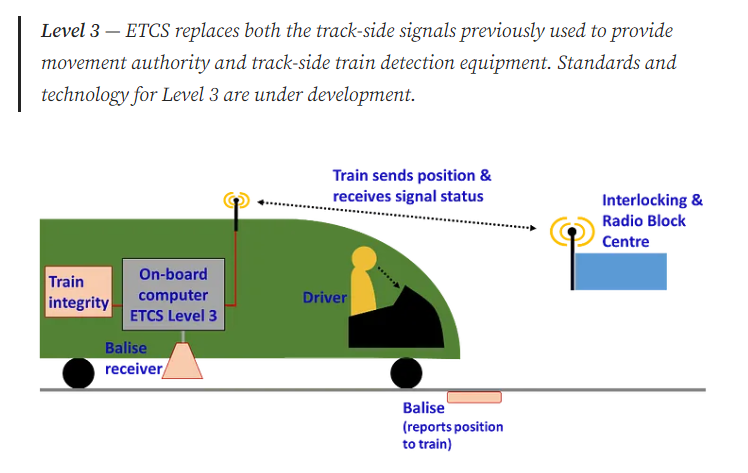 Level 3 — ETCS replaces both the track-side signals previously used to provide
movement authority and track-side train detection equipment. Standards and
technology for Level 3 are under development.
Train sends position &
receives signal status
Interlocking &
Radio Block
Centre
Train
integrity
On-board
computer
ETCS Level 3
Driver
Balise
receiver
Balise
(reports position
to train)